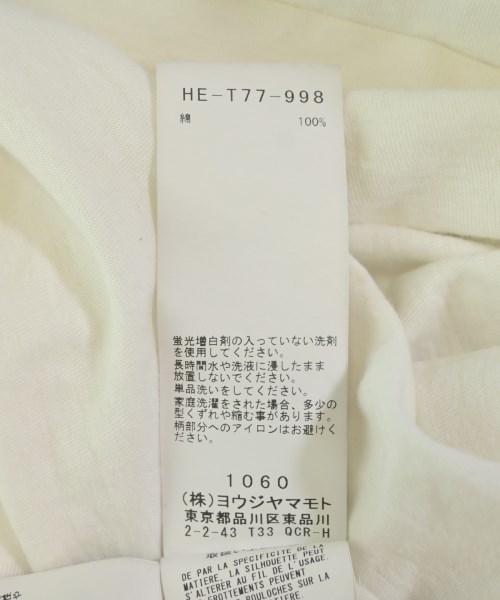 HE-T77-998
綿 100%
蛍光増白剤の入っていない洗剤
を使用してください。
長時間水や洗液に浸したまま
放置しないでください。
単品洗いをしてください。
家庭洗濯をされた場合、多少の
型くずれや縮む事があります。
柄部分へのアイロンはお避けく
ださい。
1060
(株)ヨウジヤマモト
東京都品川区東品川
2-2-43 T33 QCR-H
DE PAR LA SPECIFICITE DE LA
MATIERE, LA SILHOUETTE PEUT
S'ALTERER AU FIL DE L'USAGE.
FROTTEMENTS PEUVENT
BOULOCHES SUR LA